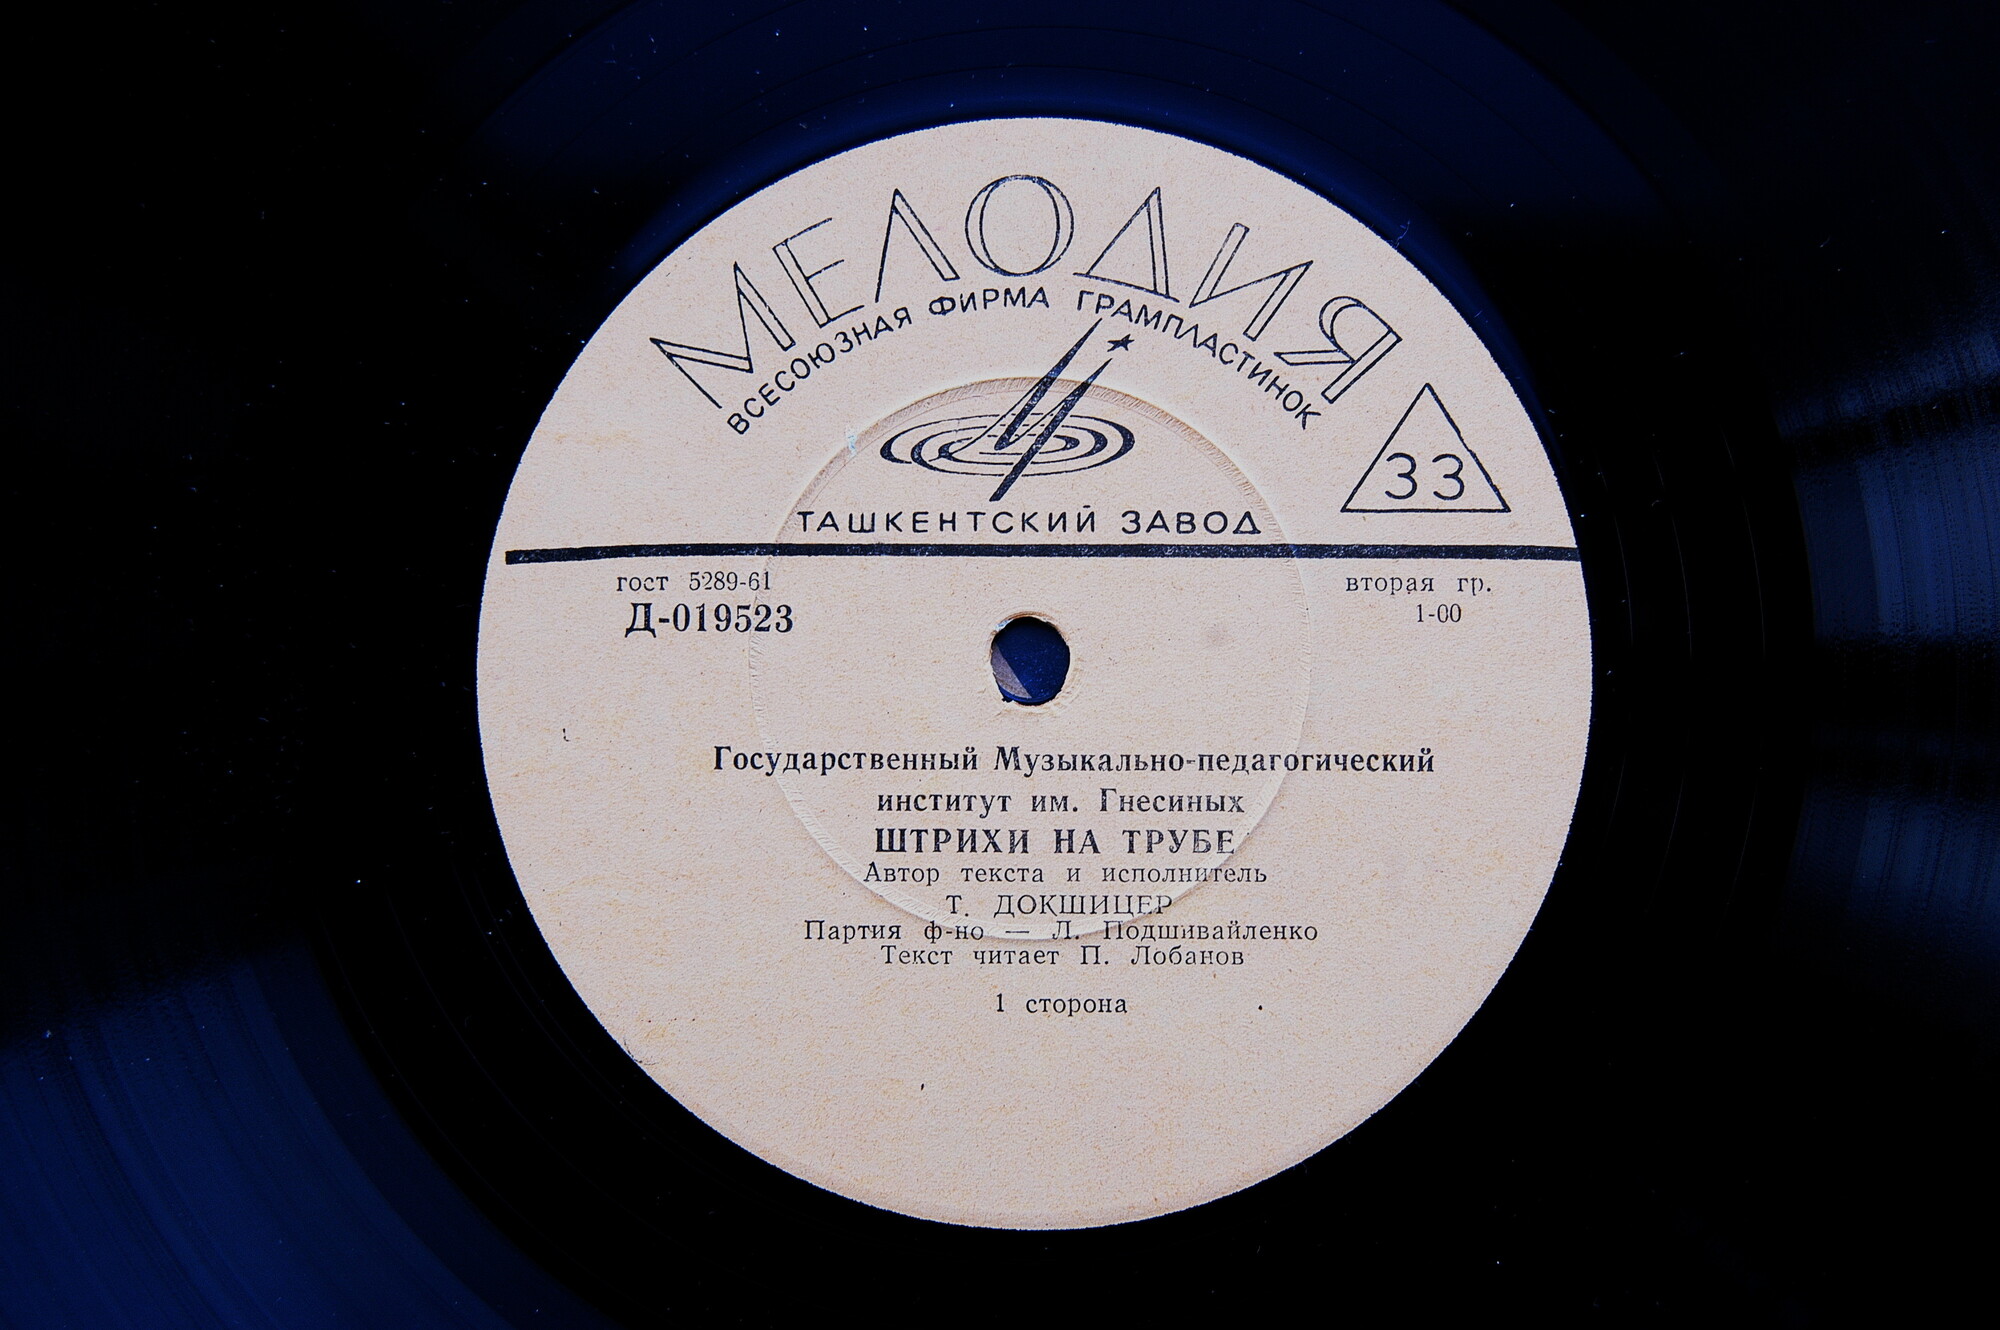 МЕЛОДИЯ
ВСЕСОЮЗНАЯ ФИРМА ГРАМПЛАСТИНОК
33
ТАШКЕНТСКИЙ ЗАВОД
гост 5289-61
вторая гр.
Д-019523
1-00
Государственный Музыкально-педагогический
институт им. Гнесиных
ШТРИХИ НА ТРУБЕ
Автор текста и исполнитель
Т. ДОКШИЦЕР
Партия ф-но — Л. Подшивайленко
Текст читает П. Лобанов
1 сторона